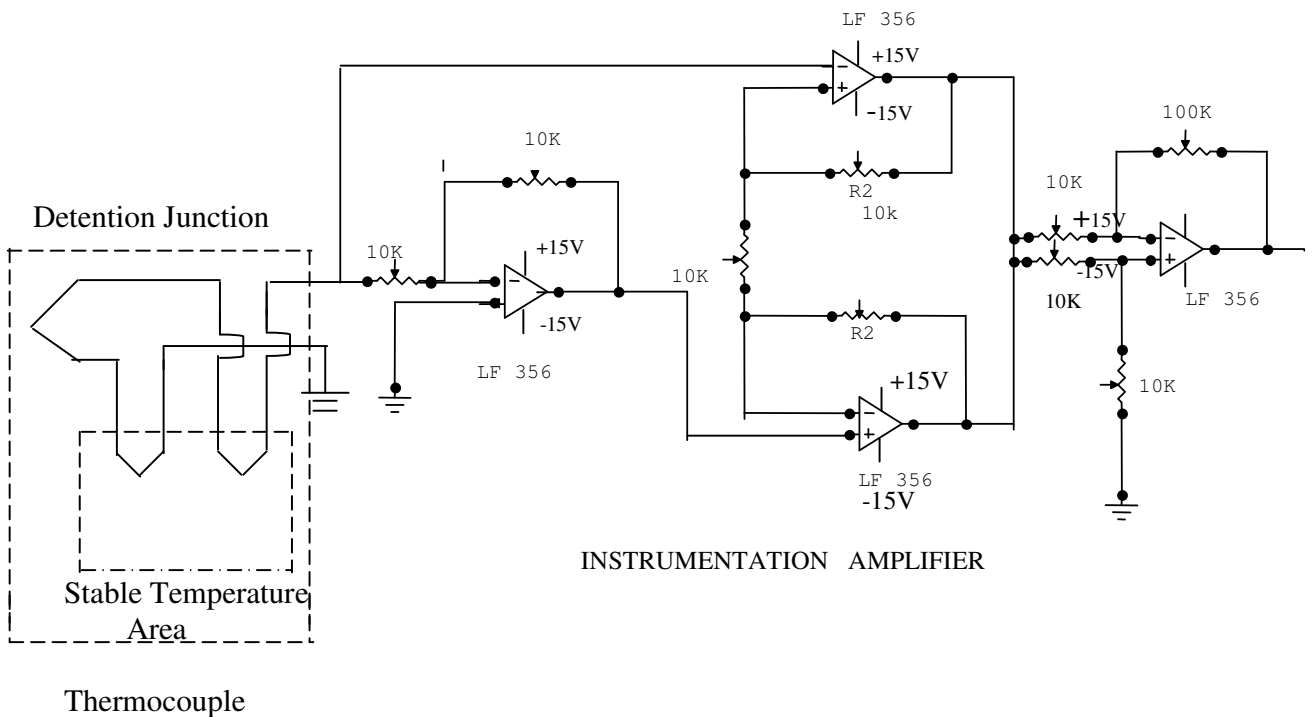 LF 356
+15V
-
+
-15V
100K
10K
R2
10k
10K
+15V
-
+
-15V
10K
LF 356
Detention Junction
10K
+15V
-
+
-15V
LF 356
10K
R2
10K
+15V
-
+
LF 356
-15V
INSTRUMENTATION AMPLIFIER
Stable Temperature
Area
Thermocouple